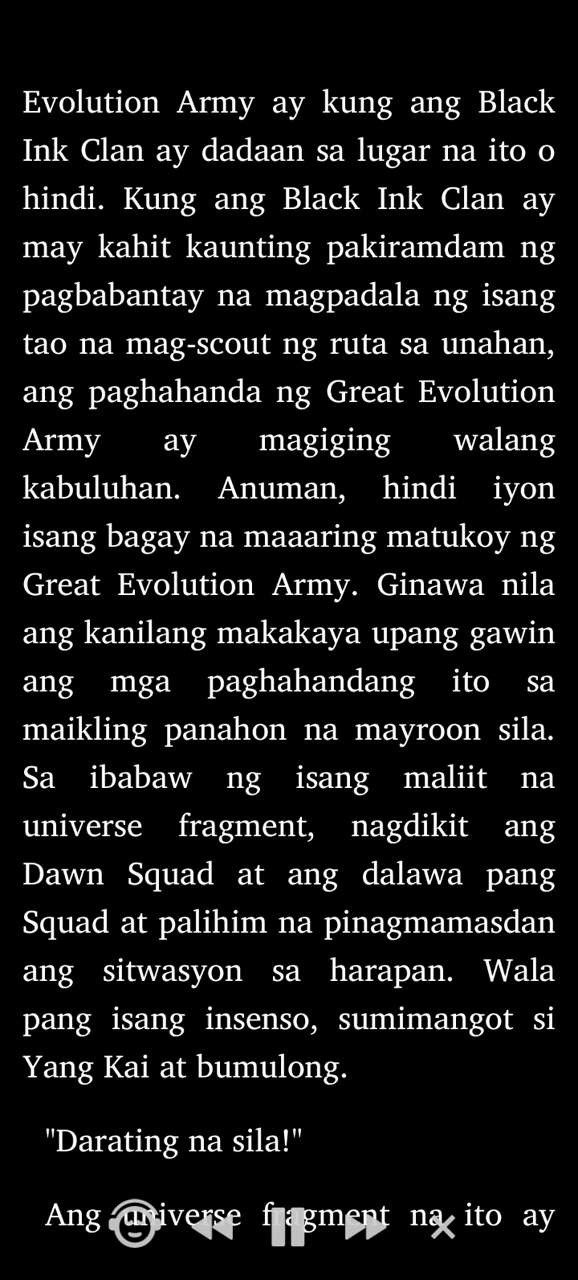 Evolution Army ay kung ang Black
Ink Clan ay dadaan sa lugar na ito o
hindi. Kung ang Black Ink Clan ay
may kahit kaunting pakiramdam ng
pagbabantay na magpadala ng isang
tao na mag-scout ng ruta sa unahan,
ang paghahanda ng Great Evolution
Army ay magiging walang
kabuluhan. Anuman, hindi iyon
isang bagay na maaaring matukoy ng
Great Evolution Army. Ginawa nila
ang kanilang makakaya upang gawin
ang mga paghahandang ito sa
maikling panahon na mayroon sila.
Sa ibabaw ng isang maliit na
universe fragment, nagdikit ang
Dawn Squad at ang dalawa pang
Squad at palihim na pinagmamasdan
ang sitwasyon sa harapan. Wala
pang isang insenso, sumimangot si
Yang Kai at bumulong.
"Darating na sila!"
Ang universe fragment na ito ay